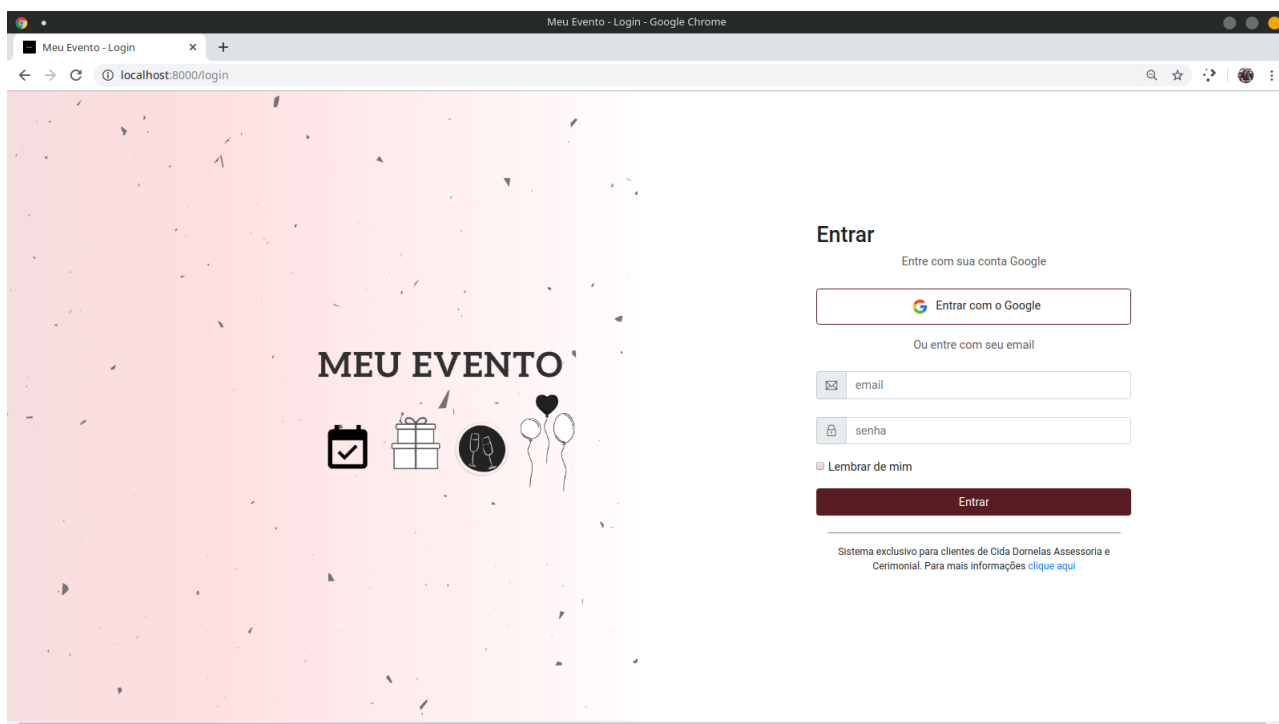 Meu Evento - Login - Google Chrome
Meu Evento - Login
localhost:8000/login
MEU EVENTO
Entrar
Entre com sua conta Google
Entrar com o Google
Ou entre com seu email
email
senha
Lembrar de mim
Entrar
Sistema exclusivo para clientes de Cida Dornelas Assessoria e
Cerimonial. Para mais informações clique aqui